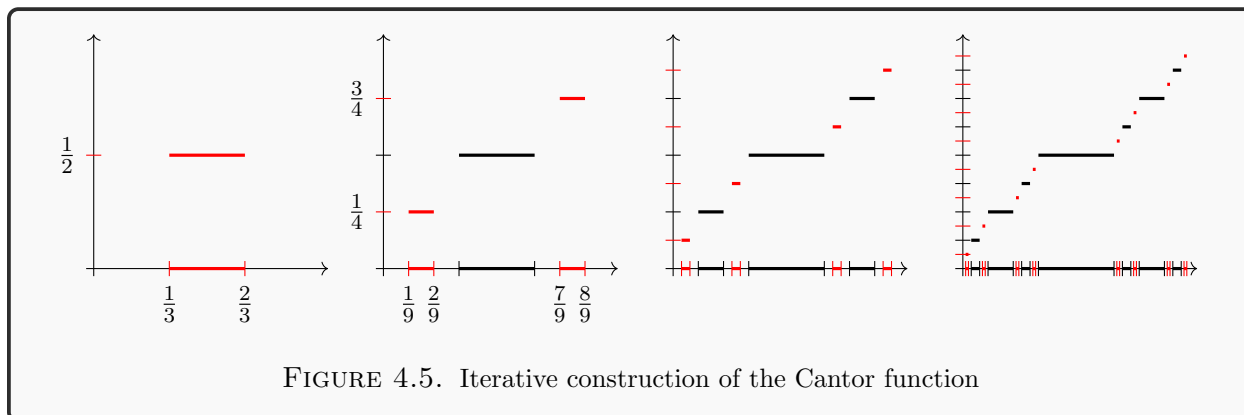 1/2
1/3 2/3
3/4
1/4
1/9 2/9 7/9 8/9
FIGURE 4.5. Iterative construction of the Cantor function